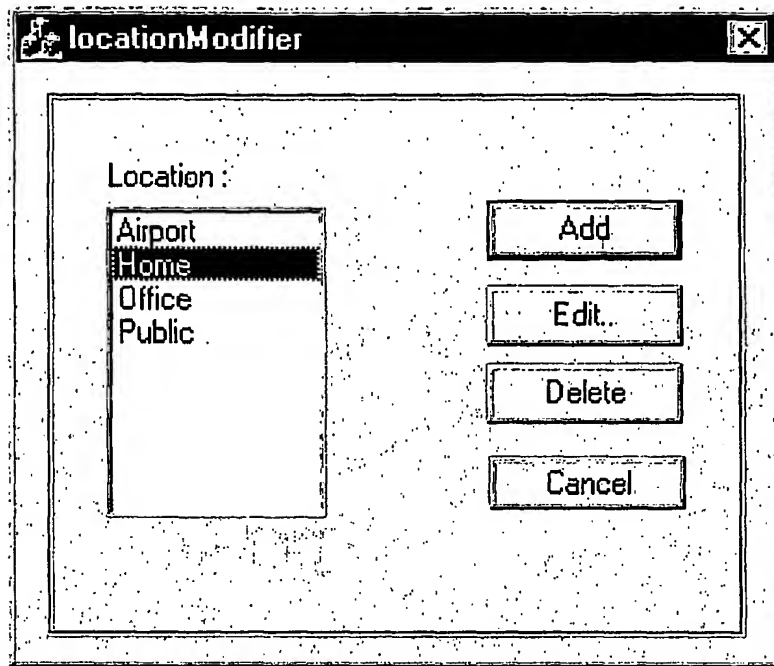 locationModifier
Location :
Airport
Home
Office
Public
Add
Edit..
Delete
Cancel